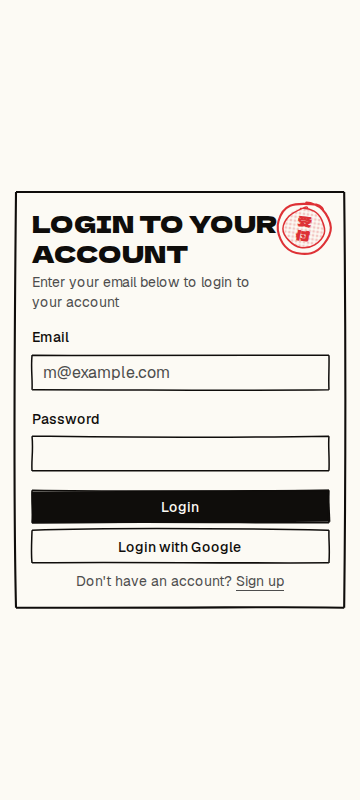 LOGIN TO YOUR
ACCOUNT
Enter your email below to login to
your account
Email
m@example.com
Password
Login
Login with Google
Don't have an account? Sign up